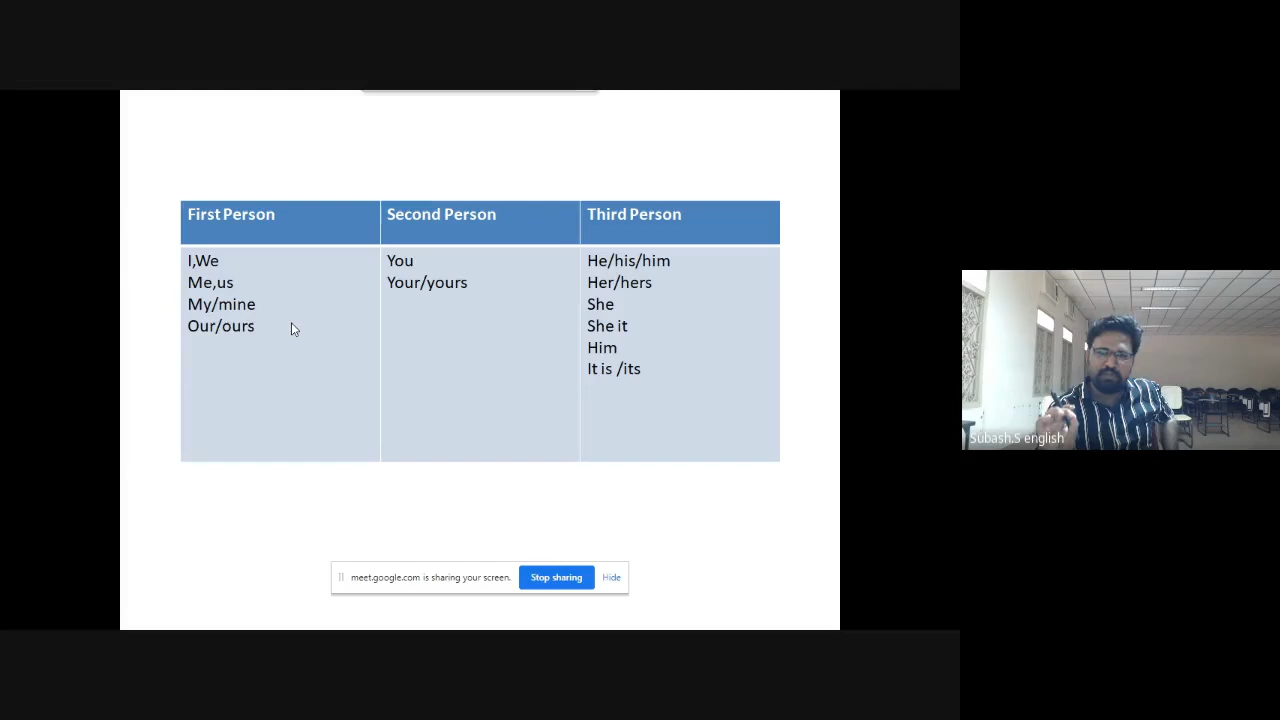 First Person Second Person Third Person
I,We
Me,us
My/mine
Our/ours
You
Your/yours
He/his/him
Her/hers
She
She it
Him
It is /its
meet.google.com is sharing your screen. Stop sharing Hide
Subash.S english